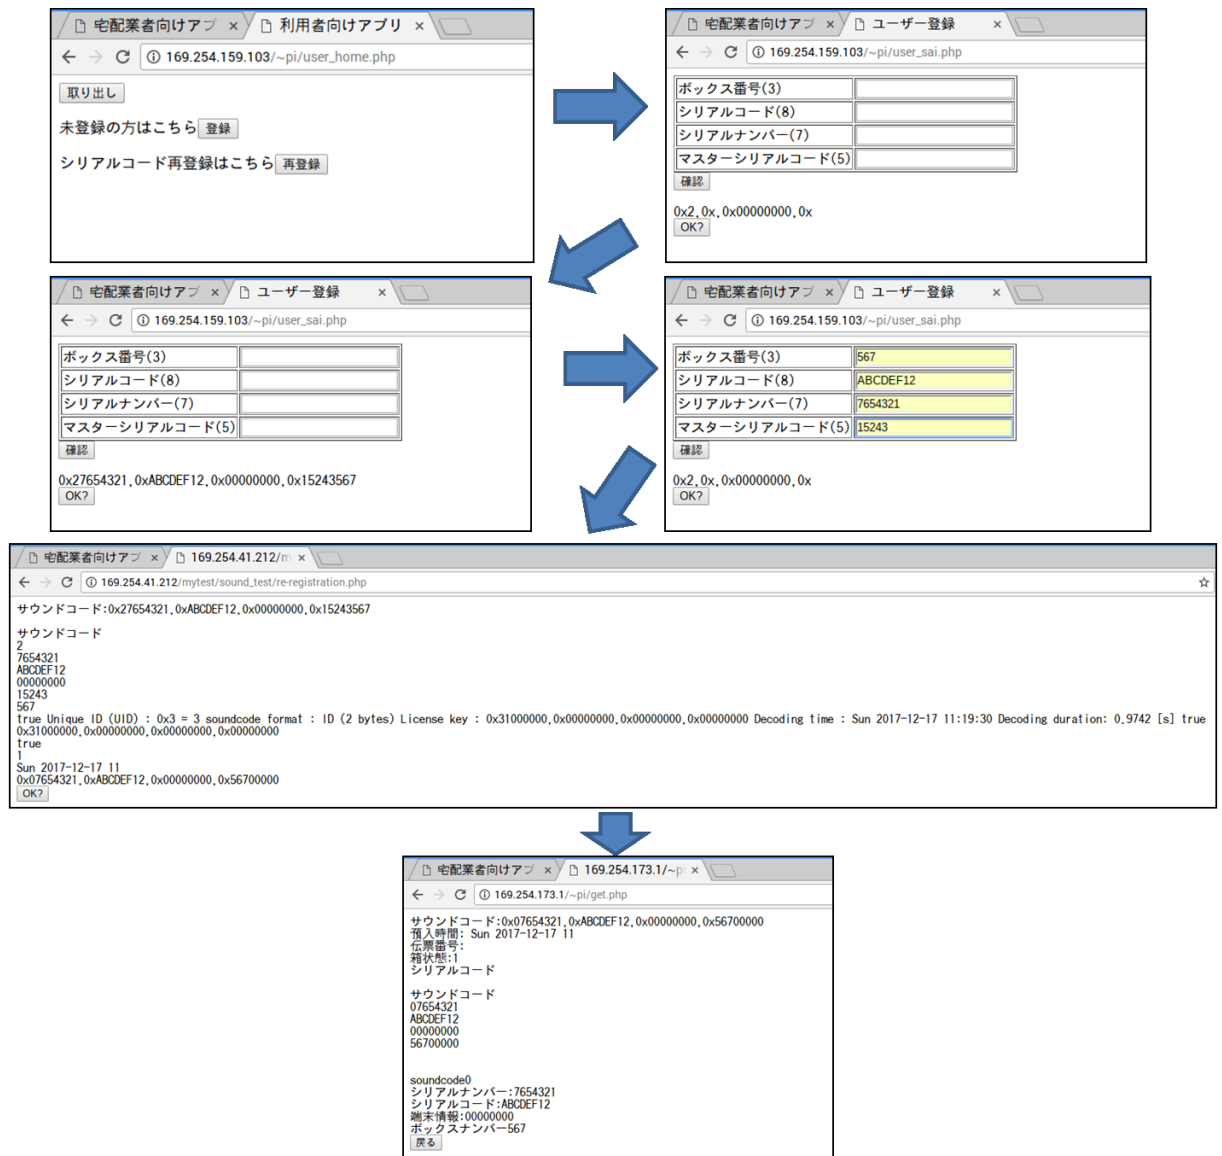 宅配業者向けアプ × 利用者向けアプリ ×
169.254.159.103/~pi/user_home.php
取り出し
未登録の方はこちら 登録
シリアルコード再登録はこちら 再登録
宅配業者向けアプ × ユーザー登録 ×
169.254.159.103/~pi/user_sai.php
ボックス番号(3)
シリアルコード(8)
シリアルナンバー(7)
マスターシリアルコード(5)
確認
0x2,0x,0x00000000,0x
OK?
宅配業者向けアプ × ユーザー登録 ×
169.254.159.103/~pi/user_sai.php
ボックス番号(3)
シリアルコード(8)
シリアルナンバー(7)
マスターシリアルコード(5)
確認
0x27654321,0xABCDEF12,0x00000000,0x15243567
OK?
宅配業者向けアプ × ユーザー登録 ×
169.254.159.103/~pi/user_sai.php
ボックス番号(3) 567
シリアルコード(8) ABCDEF12
シリアルナンバー(7) 7654321
マスターシリアルコード(5) 15243
確認
0x2,0x,0x00000000,0x
OK?
宅配業者向けアプ × 169.254.41.212/m ×
169.254.41.212/mytest/sound_test/re-registration.php
サウンドコード:0x27654321,0xABCDEF12,0x00000000,0x15243567
サウンドコード
2
7654321
ABCDEF12
00000000
15243
567
true Unique ID (UID) : 0x3 = 3 soundcode format : ID (2 bytes) License key : 0x31000000,0x00000000,0x00000000,0x00000000 Decoding time : Sun 2017-12-17 11:19:30 Decoding duration: 0.9742 [s] true
0x31000000,0x00000000,0x00000000,0x00000000
true
1
Sun 2017-12-17 11
0x07654321,0xABCDEF12,0x00000000,0x56700000
OK?
宅配業者向けアプ × 169.254.173.1/~p ×
169.254.173.1/~pi/get.php
サウンドコード:0x07654321,0xABCDEF12,0x00000000,0x56700000
預入時間: Sun 2017-12-17 11
伝票番号:
箱状態:1
シリアルコード
サウンドコード
07654321
ABCDEF12
00000000
56700000
soundcode0
シリアルナンバー:7654321
シリアルコード:ABCDEF12
端末情報:00000000
ボックスナンバー567
戻る